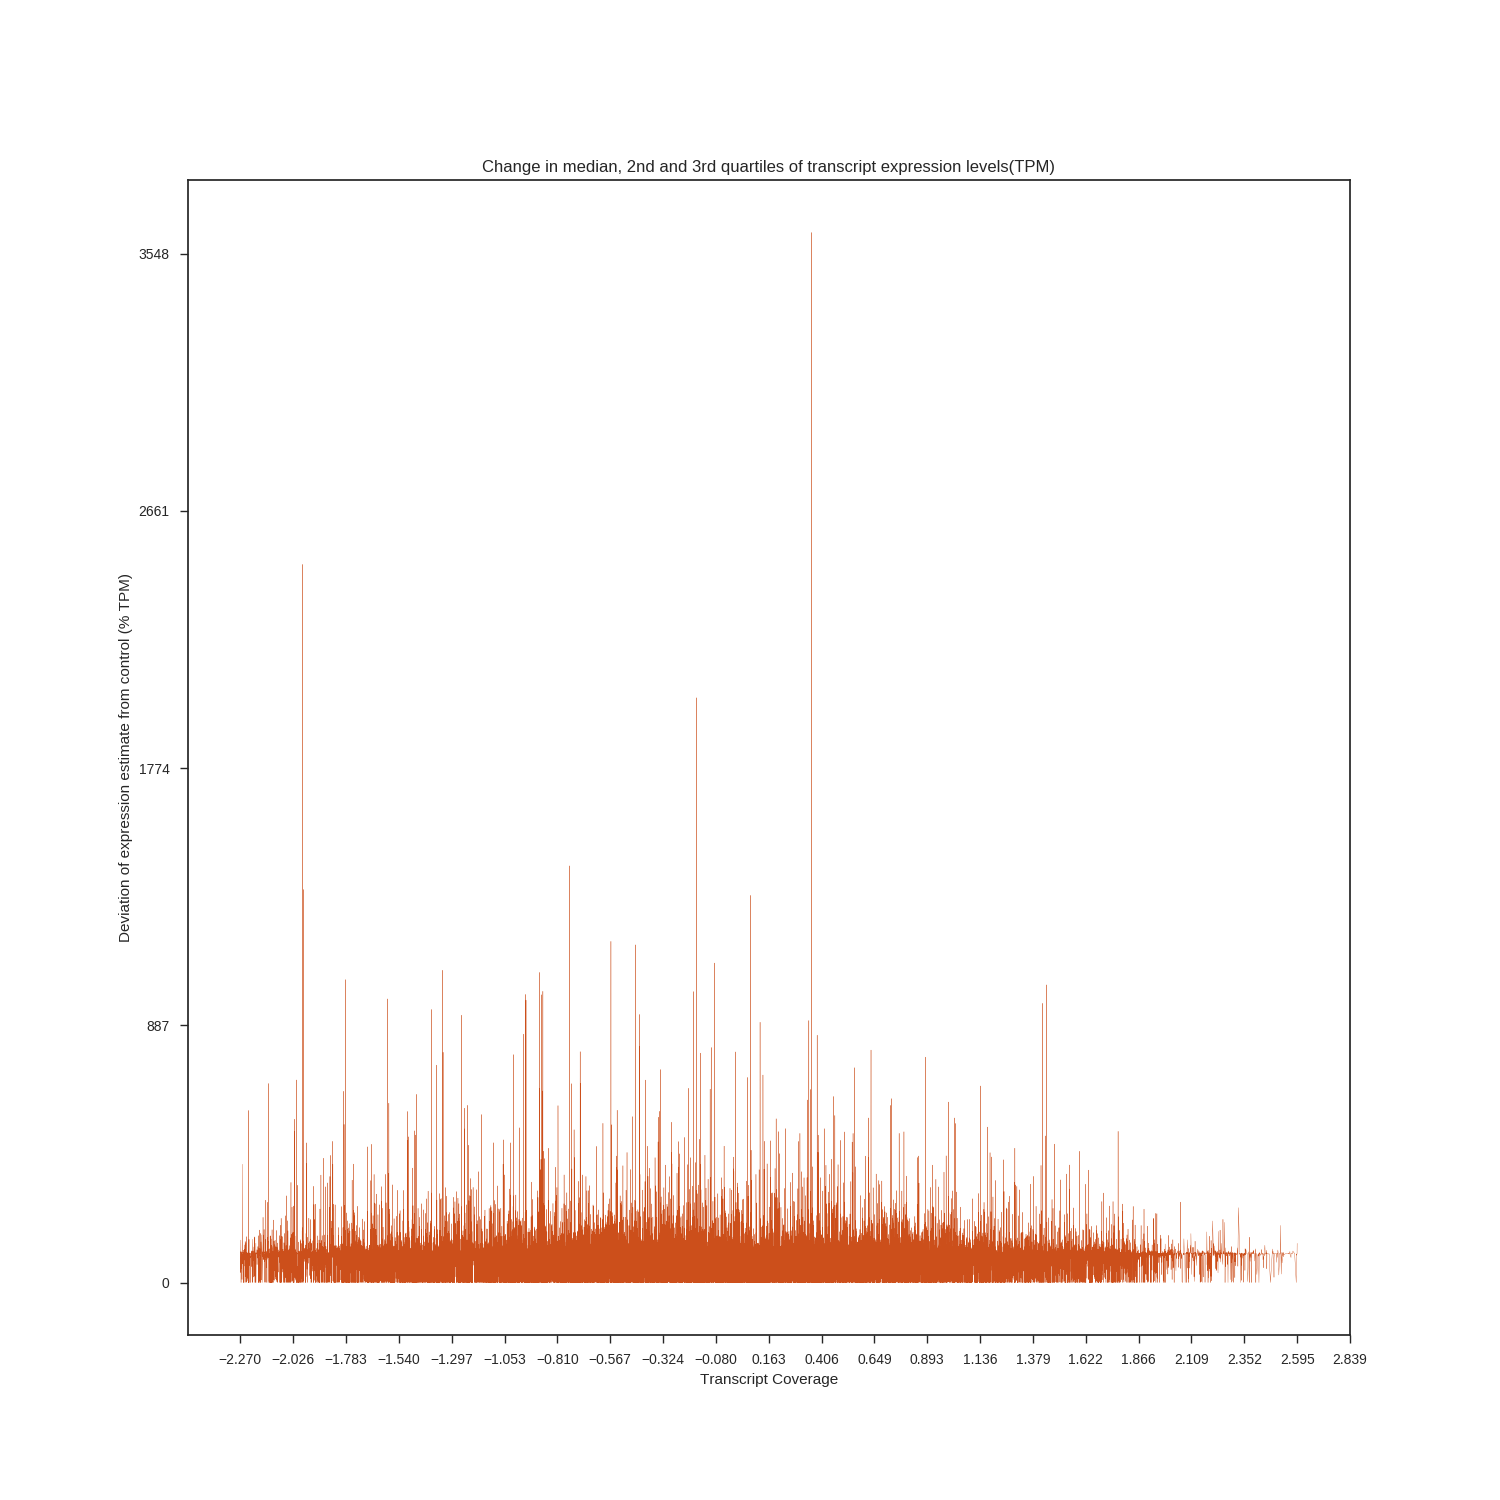 Change in median, 2nd and 3rd quartiles of transcript expression levels(TPM)
3548
2661
1774
887
0
Deviation of expression estimate from control (% TPM)
−2.270 −2.026 −1.783 −1.540 −1.297 −1.053 −0.810 −0.567 −0.324 −0.080 0.163 0.406 0.649 0.893 1.136 1.379 1.622 1.866 2.109 2.352 2.595 2.839
Transcript Coverage